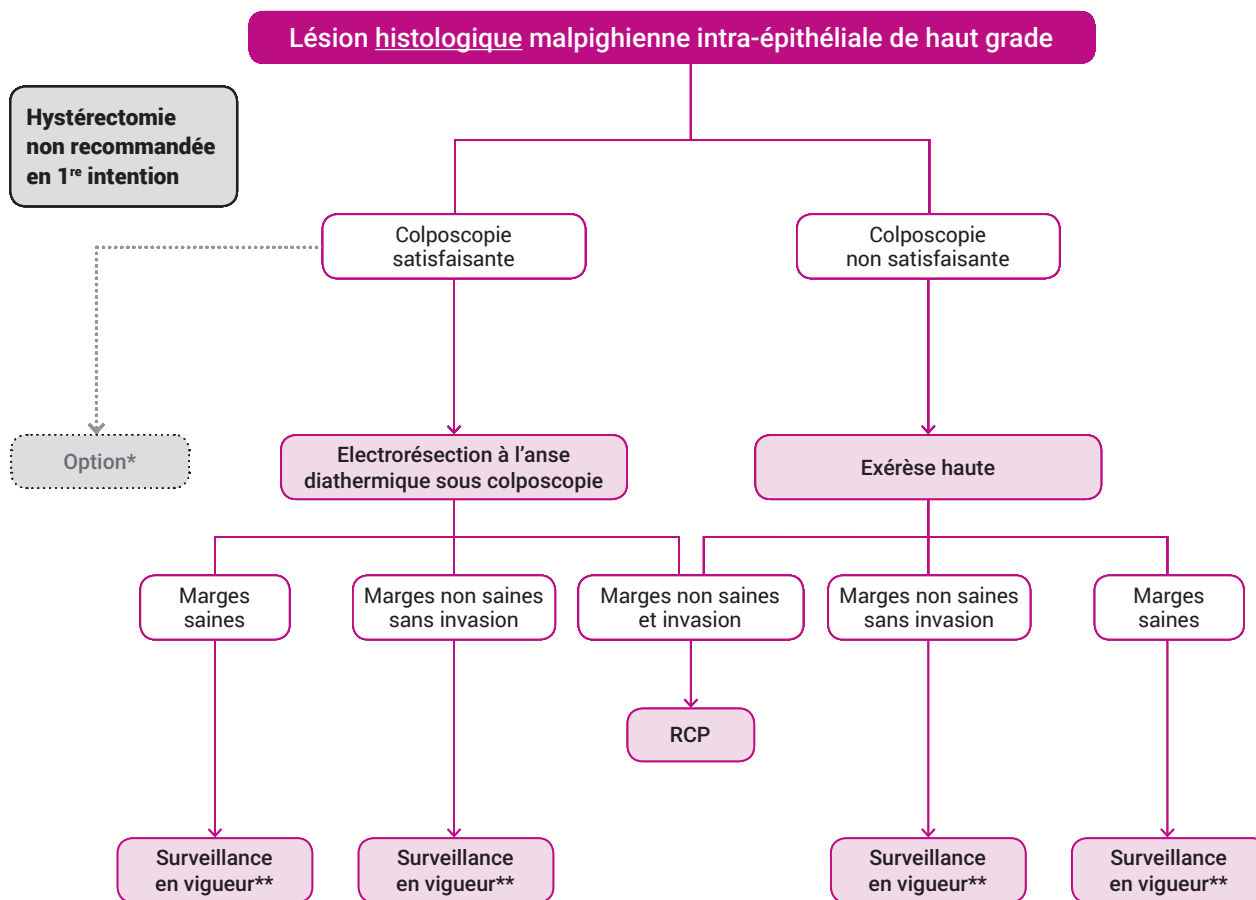 Lésion histologique malpighienne intra-épithéliale de haut grade
Hystérectomie
non recommandée
en 1re intention
Colposcopie
satisfaisante
Colposcopie
non satisfaisante
Option*
Electrorésection à l’anse
diathermique sous colposcopie
Exérèse haute
Marges
saines
Marges non saines
sans invasion
Marges non saines
et invasion
Marges non saines
sans invasion
Marges
saines
RCP
Surveillance
en vigueur**
Surveillance
en vigueur**
Surveillance
en vigueur**
Surveillance
en vigueur**